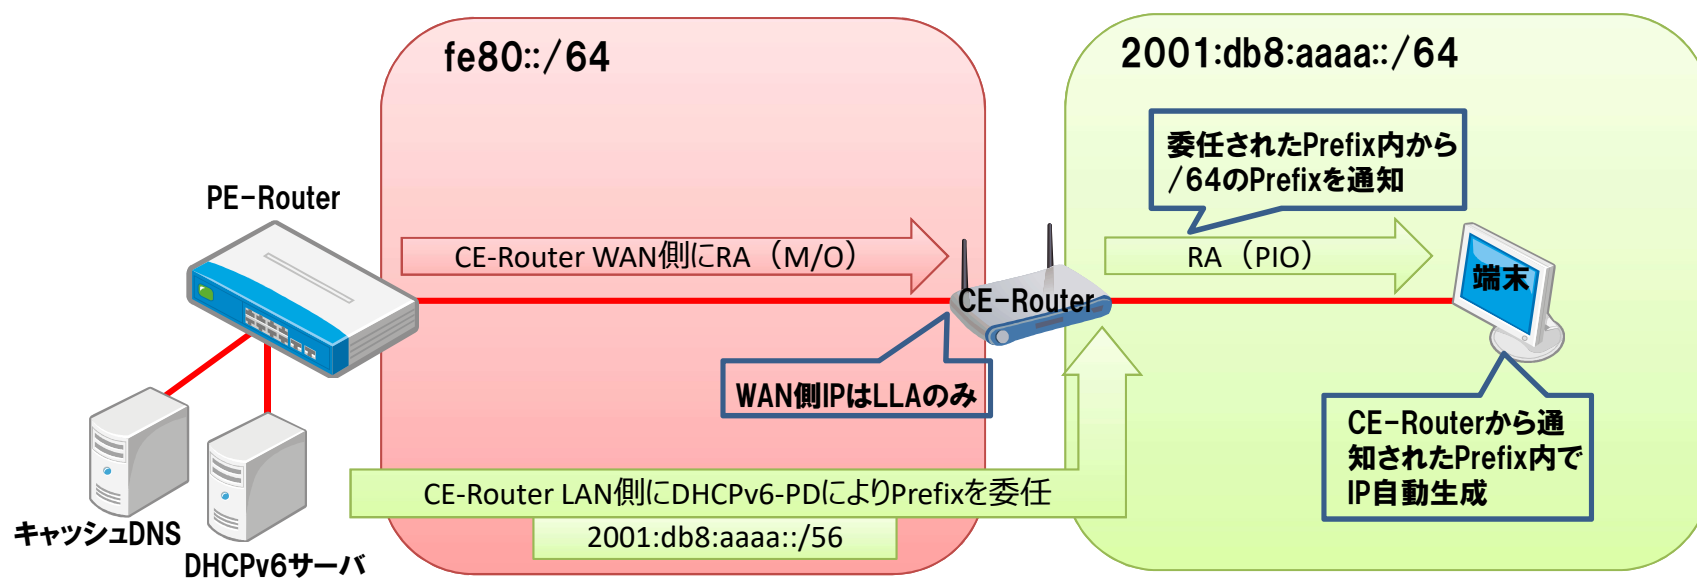 fe80::/64
2001:db8:aaaa::/64
委任されたPrefix内から
/64のPrefixを通知
PE-Router
CE-Router WAN側にRA（M/O）
RA（PIO）
CE-Router
端末
WAN側IPはLLAのみ
CE-Routerから通
知されたPrefix内で
IP自動生成
CE-Router LAN側にDHCPv6-PDによりPrefixを委任
2001:db8:aaaa::/56
キャッシュDNS
DHCPv6サーバ